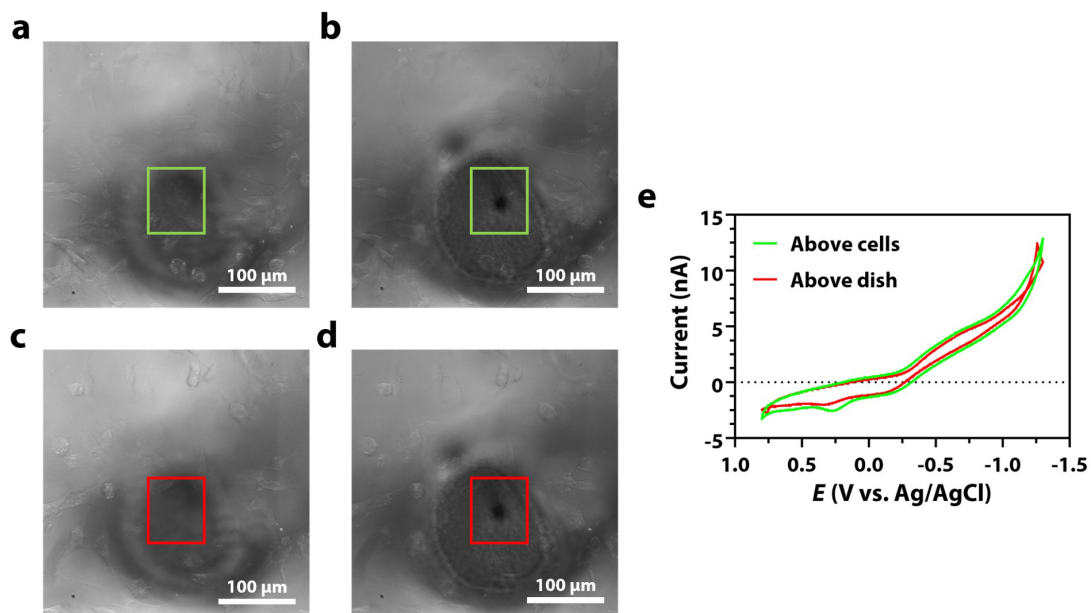 a
b
100 μm
100 μm
c
d
100 μm
100 μm
e
15
10
5
0
-5
Current (nA)
Above cells
Above dish
1.0
0.5
0.0
-0.5
-1.0
-1.5
E (V vs. Ag/AgCl)